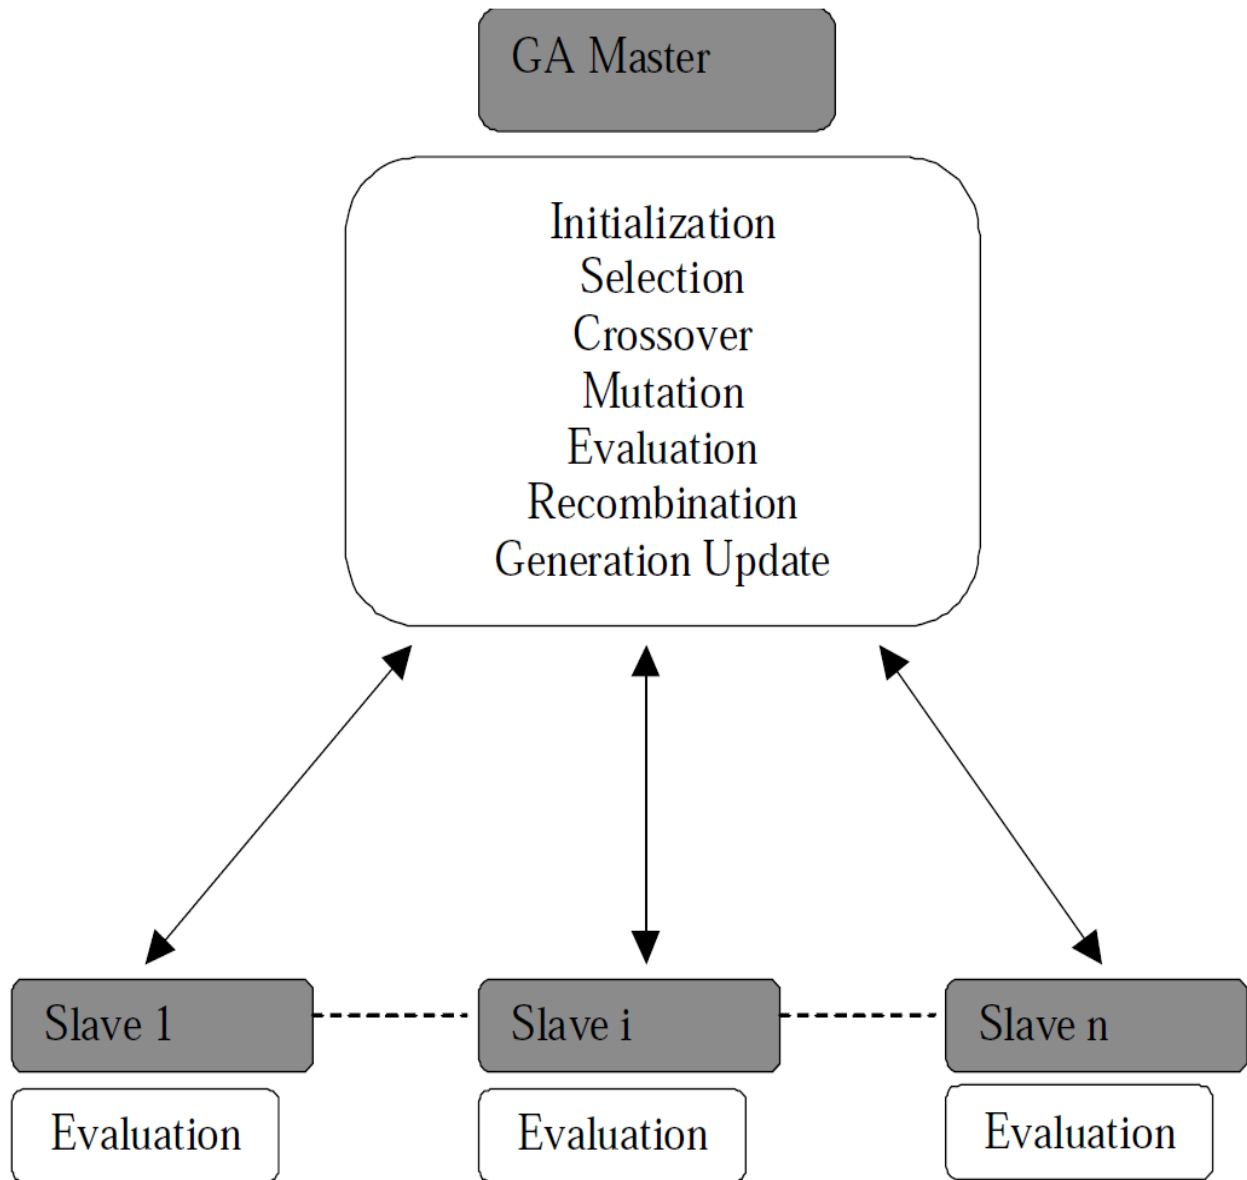 GA Master
Initialization
Selection
Crossover
Mutation
Evaluation
Recombination
Generation Update
Slave 1
Slave i
Slave n
Evaluation
Evaluation
Evaluation